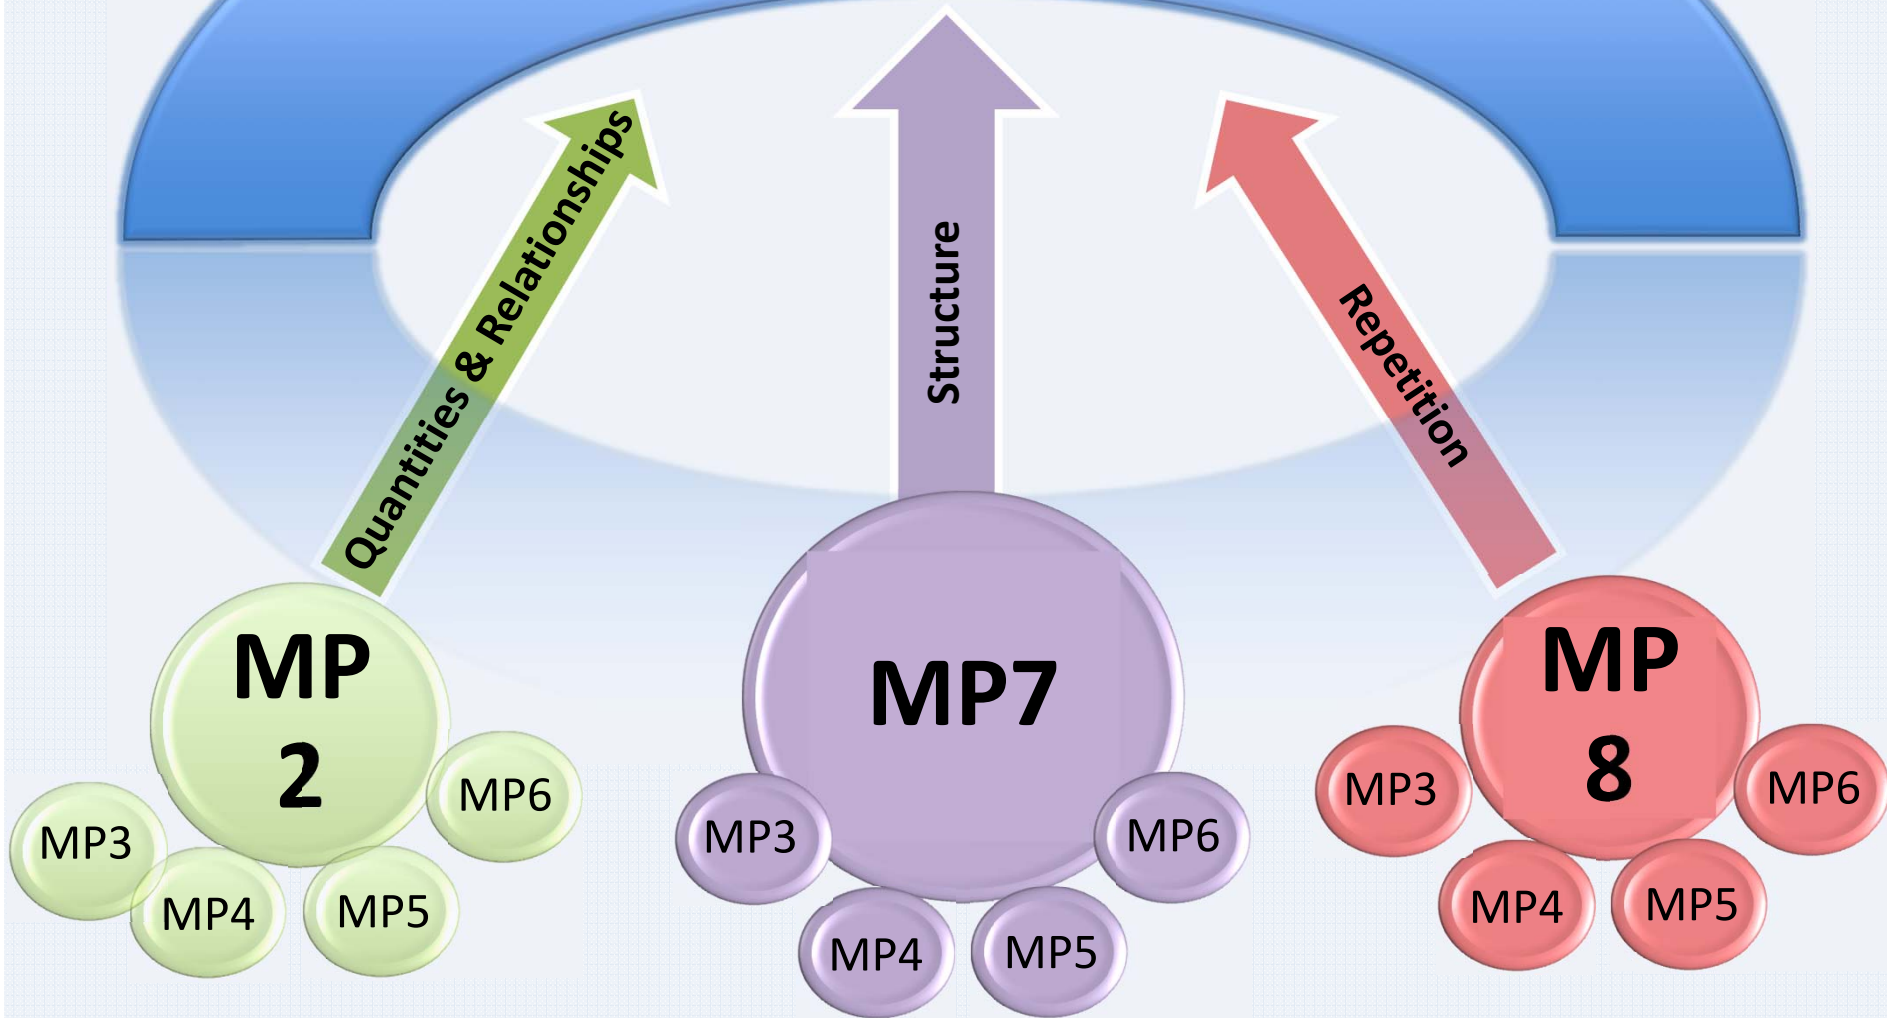 Quantities & Relationships
Structure
Repetition
MP
2
MP3
MP4
MP5
MP6
MP7
MP3
MP4
MP5
MP6
MP
8
MP3
MP4
MP5
MP6